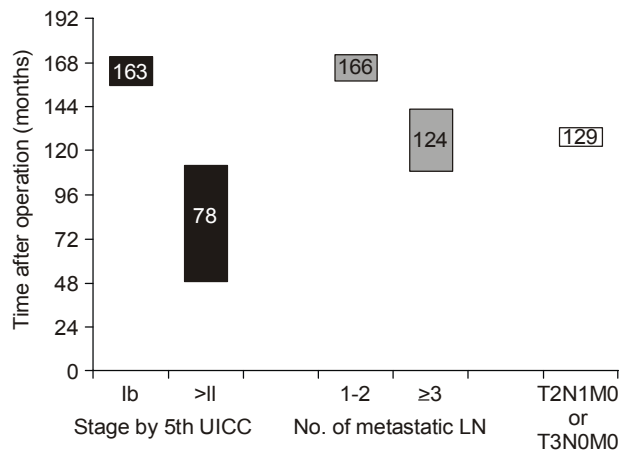 192
168
144
120
96
72
48
24
0
Time after operation (months)
163
78
166
124
129
Ib
>II
1-2
≥3
T2N1M0
or
T3N0M0
Stage by 5th UICC
No. of metastatic LN